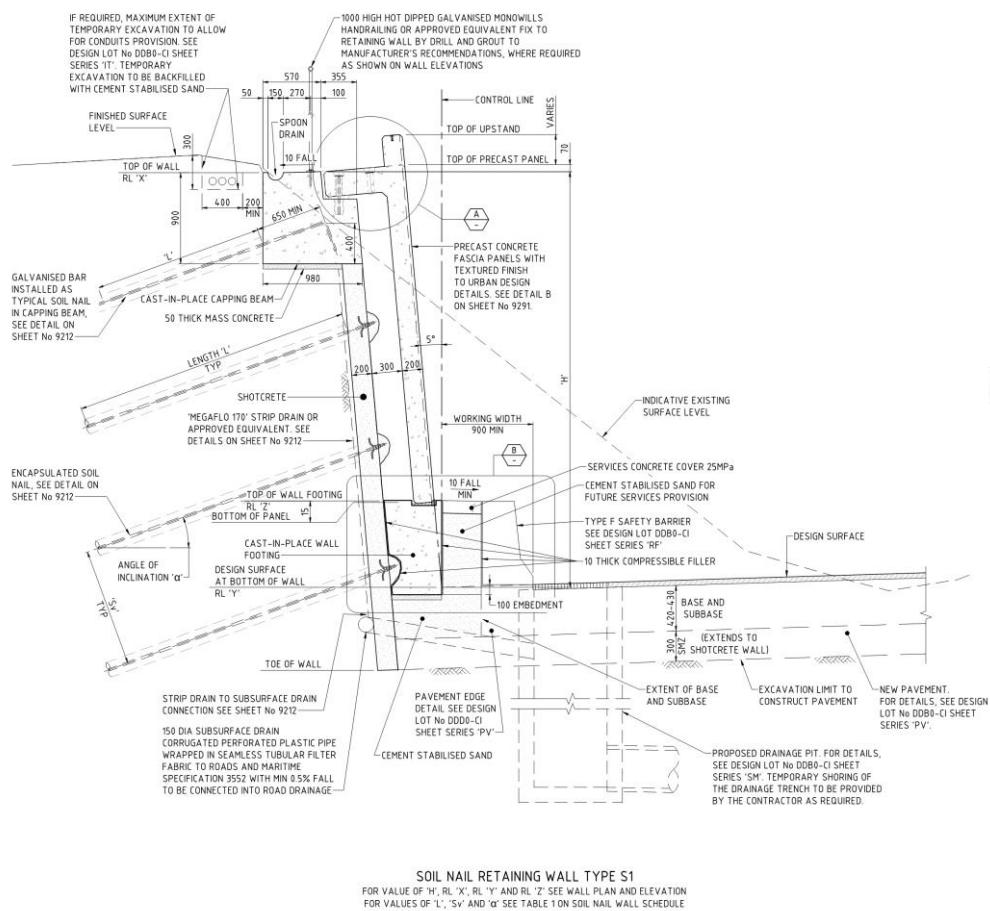 IF REQUIRED, MAXIMUM EXTENT OF
TEMPORARY EXCAVATION TO ALLOW
FOR CONDUITS PROVISION. SEE
DESIGN LOT No DDB0-CI SHEET
SERIES 'IT'. TEMPORARY
EXCAVATION TO BE BACKFILLED
WITH CEMENT STABILISED SAND
1000 HIGH HOT DIPPED GALVANISED MONOWILLS
HANDRAILING OR APPROVED EQUIVALENT FIX TO
RETAINING WALL BY DRILL AND GROUT TO
MANUFACTURER'S RECOMMENDATIONS, WHERE REQUIRED
AS SHOWN ON WALL ELEVATIONS
570
355
50
150
270
100
CONTROL LINE
FINISHED SURFACE
LEVEL
SPOON
DRAIN
TOP OF UPSTAND
VARIES
300
10 FALL
TOP OF PRECAST PANEL
70
TOP OF WALL
RL 'X'
400
200
MIN
650 MIN
900
400
A
-
'L'
980
PRECAST CONCRETE
FASCIA PANELS WITH
TEXTURED FINISH
TO URBAN DESIGN
DETAILS. SEE DETAIL B
ON SHEET No 9291.
GALVANISED BAR
INSTALLED AS
TYPICAL SOIL NAIL
IN CAPPING BEAM,
SEE DETAIL ON
SHEET No 9212
CAST-IN-PLACE CAPPING BEAM
50 THICK MASS CONCRETE
5°
LENGTH 'L'
TYP
200
300
200
'H'
SHOTCRETE
INDICATIVE EXISTING
SURFACE LEVEL
'MEGAFLO 170' STRIP DRAIN OR
APPROVED EQUIVALENT. SEE
DETAILS ON SHEET No 9212
WORKING WIDTH
900 MIN
B
-
ENCAPSULATED SOIL
NAIL, SEE DETAIL ON
SHEET No 9212
SERVICES CONCRETE COVER 25MPa
10 FALL
MIN
CEMENT STABILISED SAND FOR
FUTURE SERVICES PROVISION
TOP OF WALL FOOTING
RL 'Z'
BOTTOM OF PANEL
15
TYPE F SAFETY BARRIER
SEE DESIGN LOT DDB0-CI
SHEET SERIES 'RF'
DESIGN SURFACE
CAST-IN-PLACE WALL
FOOTING
10 THICK COMPRESSIBLE FILLER
ANGLE OF
INCLINATION 'α'
DESIGN SURFACE
AT BOTTOM OF WALL
RL 'Y'
'Sv'
TYP
100 EMBEDMENT
420-430
BASE AND
SUBBASE
300
SMZ
(EXTENDS TO
SHOTCRETE WALL)
TOE OF WALL
STRIP DRAIN TO SUBSURFACE DRAIN
CONNECTION SEE SHEET No 9212
PAVEMENT EDGE
DETAIL SEE DESIGN
LOT No DDD0-CI
SHEET SERIES 'PV'
EXTENT OF BASE
AND SUBBASE
EXCAVATION LIMIT TO
CONSTRUCT PAVEMENT
NEW PAVEMENT.
FOR DETAILS, SEE DESIGN
LOT No DDB0-CI SHEET
SERIES 'PV'.
150 DIA SUBSURFACE DRAIN
CORRUGATED PERFORATED PLASTIC PIPE
WRAPPED IN SEAMLESS TUBULAR FILTER
FABRIC TO ROADS AND MARITIME
SPECIFICATION 3552 WITH MIN 0.5% FALL
TO BE CONNECTED INTO ROAD DRAINAGE
CEMENT STABILISED SAND
PROPOSED DRAINAGE PIT. FOR DETAILS,
SEE DESIGN LOT No DDB0-CI SHEET
SERIES 'SM'. TEMPORARY SHORING OF
THE DRAINAGE TRENCH TO BE PROVIDED
BY THE CONTRACTOR AS REQUIRED.
SOIL NAIL RETAINING WALL TYPE S1
FOR VALUE OF 'H', RL 'X', RL 'Y' AND RL 'Z' SEE WALL PLAN AND ELEVATION
FOR VALUES OF 'L', 'Sv' AND 'α' SEE TABLE 1 ON SOIL NAIL WALL SCHEDULE